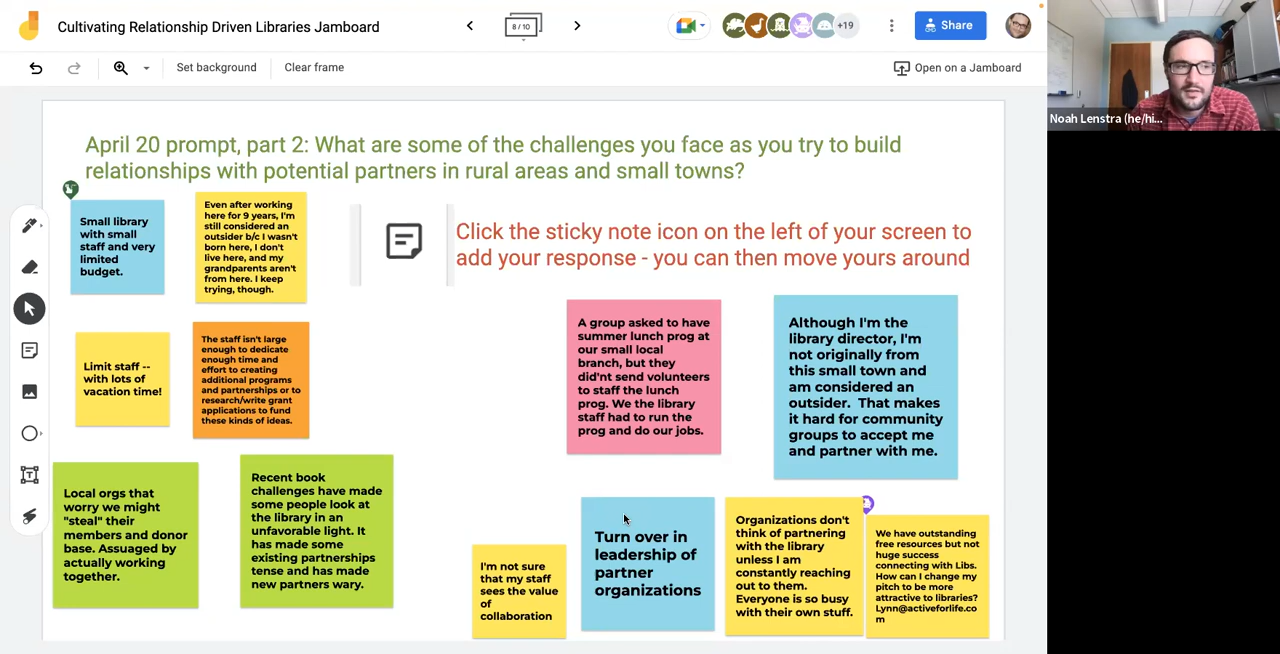 Cultivating Relationship Driven Libraries Jamboard
8 / 10
+19
Share
Set background
Clear frame
Open on a Jamboard
Noah Lenstra (he/hi...
April 20 prompt, part 2: What are some of the challenges you face as you try to build
relationships with potential partners in rural areas and small towns?
Small library
with small
staff and very
limited
budget.
Even after working
here for 9 years, I'm
still considered an
outsider b/c I wasn't
born here, I don't
live here, and my
grandparents aren't
from here. I keep
trying, though.
Click the sticky note icon on the left of your screen to
add your response - you can then move yours around
Limit staff --
with lots of
vacation time!
The staff isn't large
enough to dedicate
enough time and
effort to creating
additional programs
and partnerships or to
research/write grant
applications to fund
these kinds of ideas.
A group asked to have
summer lunch prog at
our small local
branch, but they
did'nt send volunteers
to staff the lunch
prog. We the library
staff had to run the
prog and do our jobs.
Although I'm the
library director, I'm
not originally from
this small town and
am considered an
outsider. That makes
it hard for community
groups to accept me
and partner with me.
Local orgs that
worry we might
"steal" their
members and donor
base. Assuaged by
actually working
together.
Recent book
challenges have made
some people look at
the library in an
unfavorable light. It
has made some
existing partnerships
tense and has made
new partners wary.
I'm not sure
that my staff
sees the value
of
collaboration
Turn over in
leadership of
partner
organizations
Organizations don't
think of partnering
with the library
unless I am
constantly reaching
out to them.
Everyone is so busy
with their own stuff.
We have outstanding
free resources but not
huge success
connecting with Libs.
How can I change my
pitch to be more
attractive to libraries?
Lynn@activeforlife.co
m